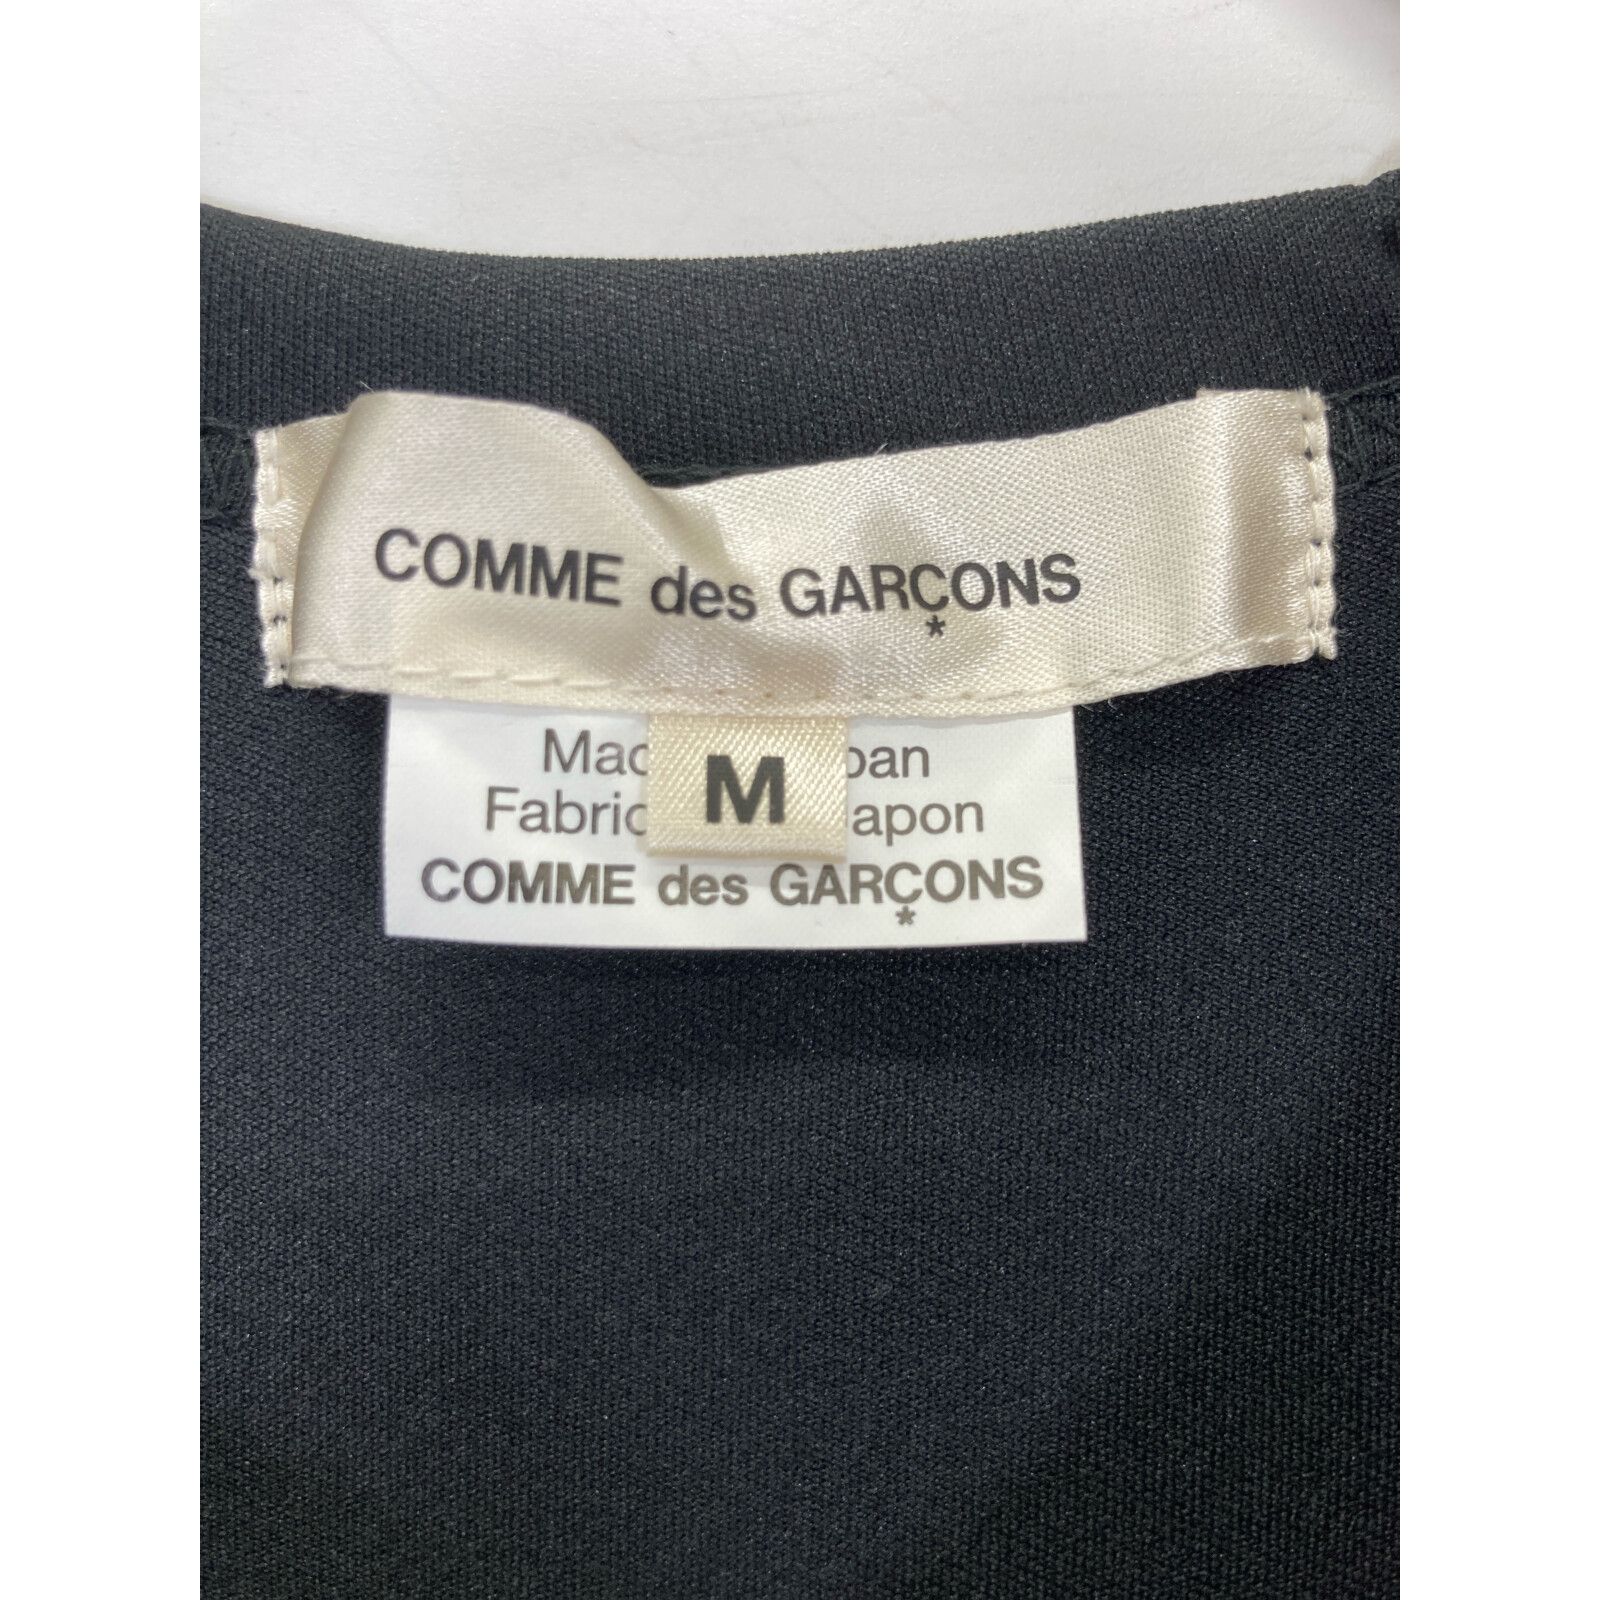 COMME des GARÇONS
*
M
Mac pan
Fabric apon
COMME des GARÇONS
*